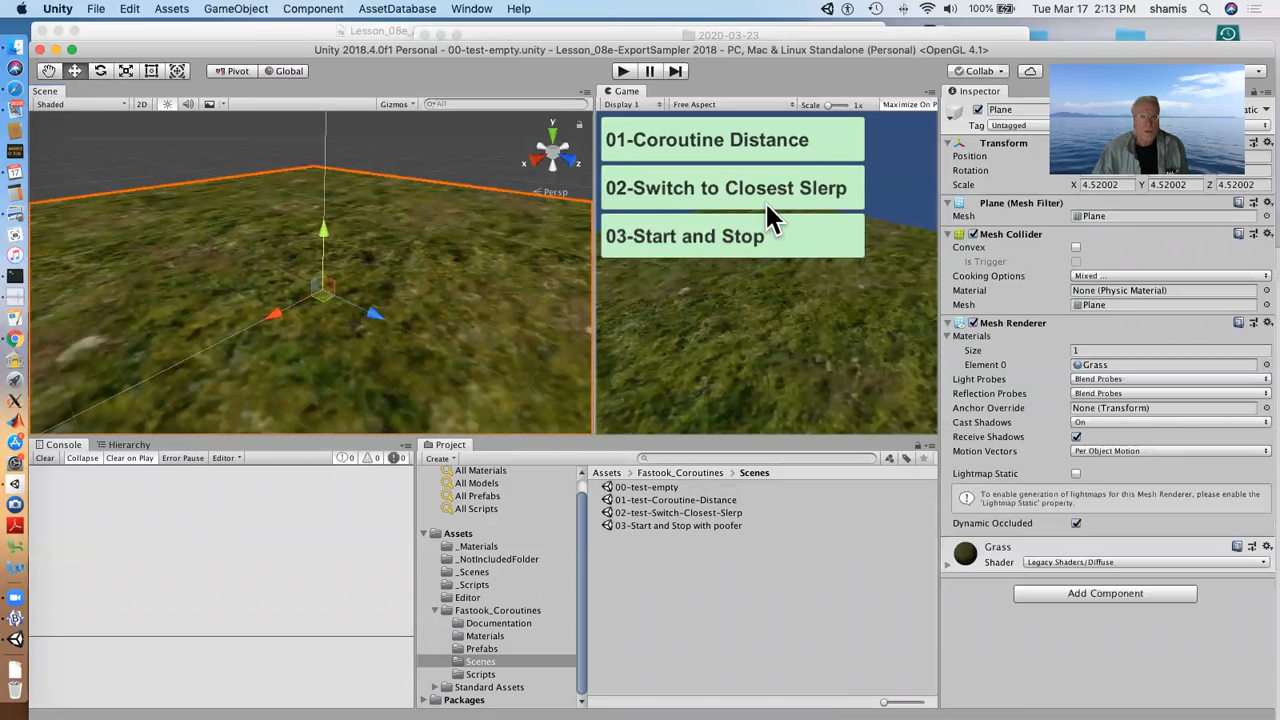 Unity File Edit Assets GameObject Component AssetDatabase Window Help 100% Tue Mar 17 2:13 PM shamis
Lesson_08e_ 2020-03-23
Unity 2018.4.0f1 Personal - 00-test-empty.unity - Lesson_08e-ExportSampler 2018 - PC, Mac & Linux Standalone (Personal) <OpenGL 4.1>
Pivot Global Collab
Scene Game Inspector
Shaded 2D Gizmos All Display 1 Free Aspect Scale 1x Maximize On P
Plane
Tag Untagged
y
x z
Persp
01-Coroutine Distance
02-Switch to Closest Slerp
03-Start and Stop
Transform
Position
Rotation
Scale X 4.52002 Y 4.52002 Z 4.52002
Plane (Mesh Filter)
Mesh Plane
Mesh Collider
Convex
Is Trigger
Cooking Options Mixed ...
Material None (Physic Material)
Mesh Plane
Mesh Renderer
Materials
Size 1
Element 0 Grass
Light Probes Blend Probes
Reflection Probes Blend Probes
Anchor Override None (Transform)
Cast Shadows On
Receive Shadows
Motion Vectors Per Object Motion
Lightmap Static
To enable generation of lightmaps for this Mesh Renderer, please enable the 'Lightmap Static' property.
Dynamic Occluded
Grass
Shader Legacy Shaders/Diffuse
Add Component
Console Hierarchy
Clear Collapse Clear on Play Error Pause Editor 0 0 0
Project
Create
All Materials
All Models
All Prefabs
All Scripts
Assets
_Materials
_NotIncludedFolder
_Scenes
_Scripts
Editor
Fastook_Coroutines
Documentation
Materials
Prefabs
Scenes
Scripts
Standard Assets
Packages
Assets Fastook_Coroutines Scenes
00-test-empty
01-test-Coroutine-Distance
02-test-Switch-Closest-Slerp
03-Start and Stop with poofer